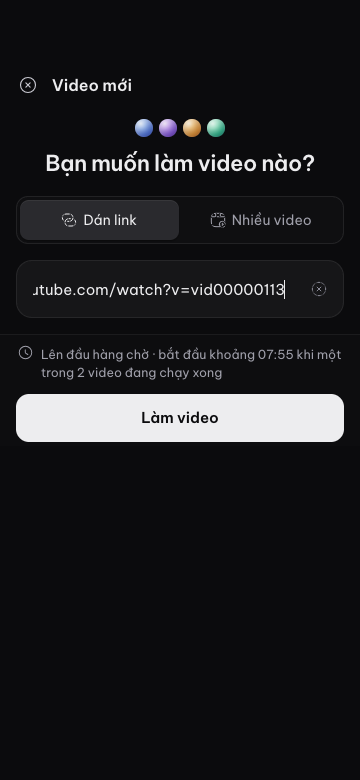 Video mới
Bạn muốn làm video nào?
Dán link
Nhiều video
utube.com/watch?v=vid00000113
Lên đầu hàng chờ · bắt đầu khoảng 07:55 khi một
trong 2 video đang chạy xong
Làm video